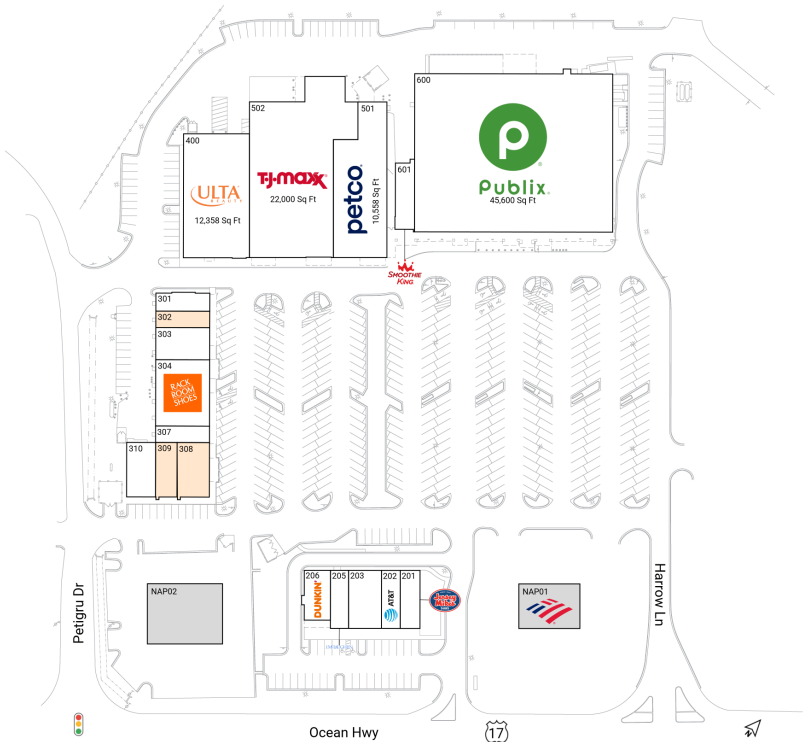 600
Publix.
45,600 Sq Ft
502
T·J·maxx
22,000 Sq Ft
501
petco
10,558 Sq Ft
400
ULTA
BEAUTY
12,358 Sq Ft
601
SMOOTHIE
KING
301
302
303
304
RACK
ROOM
SHOES
307
310
309
308
206
DUNKIN'
205
203
202
AT&T
201
Jersey
Mike's
NAP02
NAP01
Petigru Dr
Harrow Ln
Ocean Hwy
17
N